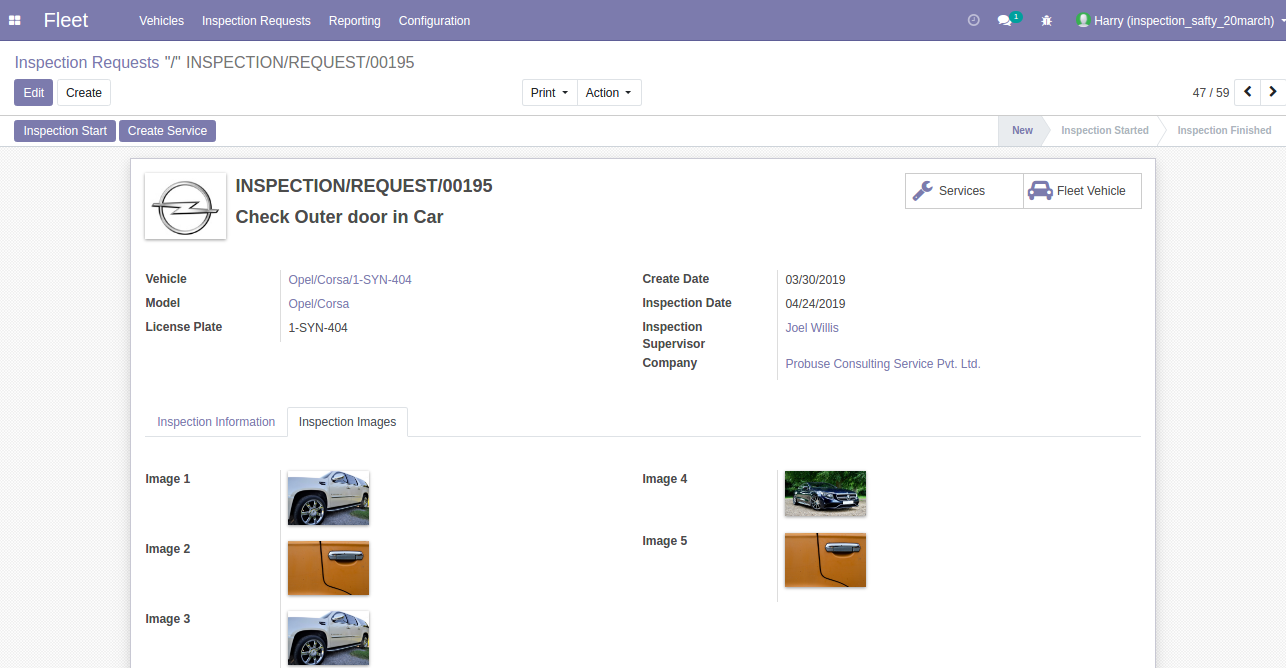 Fleet Vehicles Inspection Requests Reporting Configuration 1 Harry (inspection_safty_20march)
Inspection Requests "/" INSPECTION/REQUEST/00195
Edit Create Print Action 47 / 59
Inspection Start Create Service New Inspection Started Inspection Finished
INSPECTION/REQUEST/00195
Check Outer door in Car
Services Fleet Vehicle
Vehicle Opel/Corsa/1-SYN-404
Model Opel/Corsa
License Plate 1-SYN-404
Create Date 03/30/2019
Inspection Date 04/24/2019
Inspection Joel Willis
Supervisor
Company Probuse Consulting Service Pvt. Ltd.
Inspection Information Inspection Images
Image 1
Image 2
Image 3
Image 4
Image 5